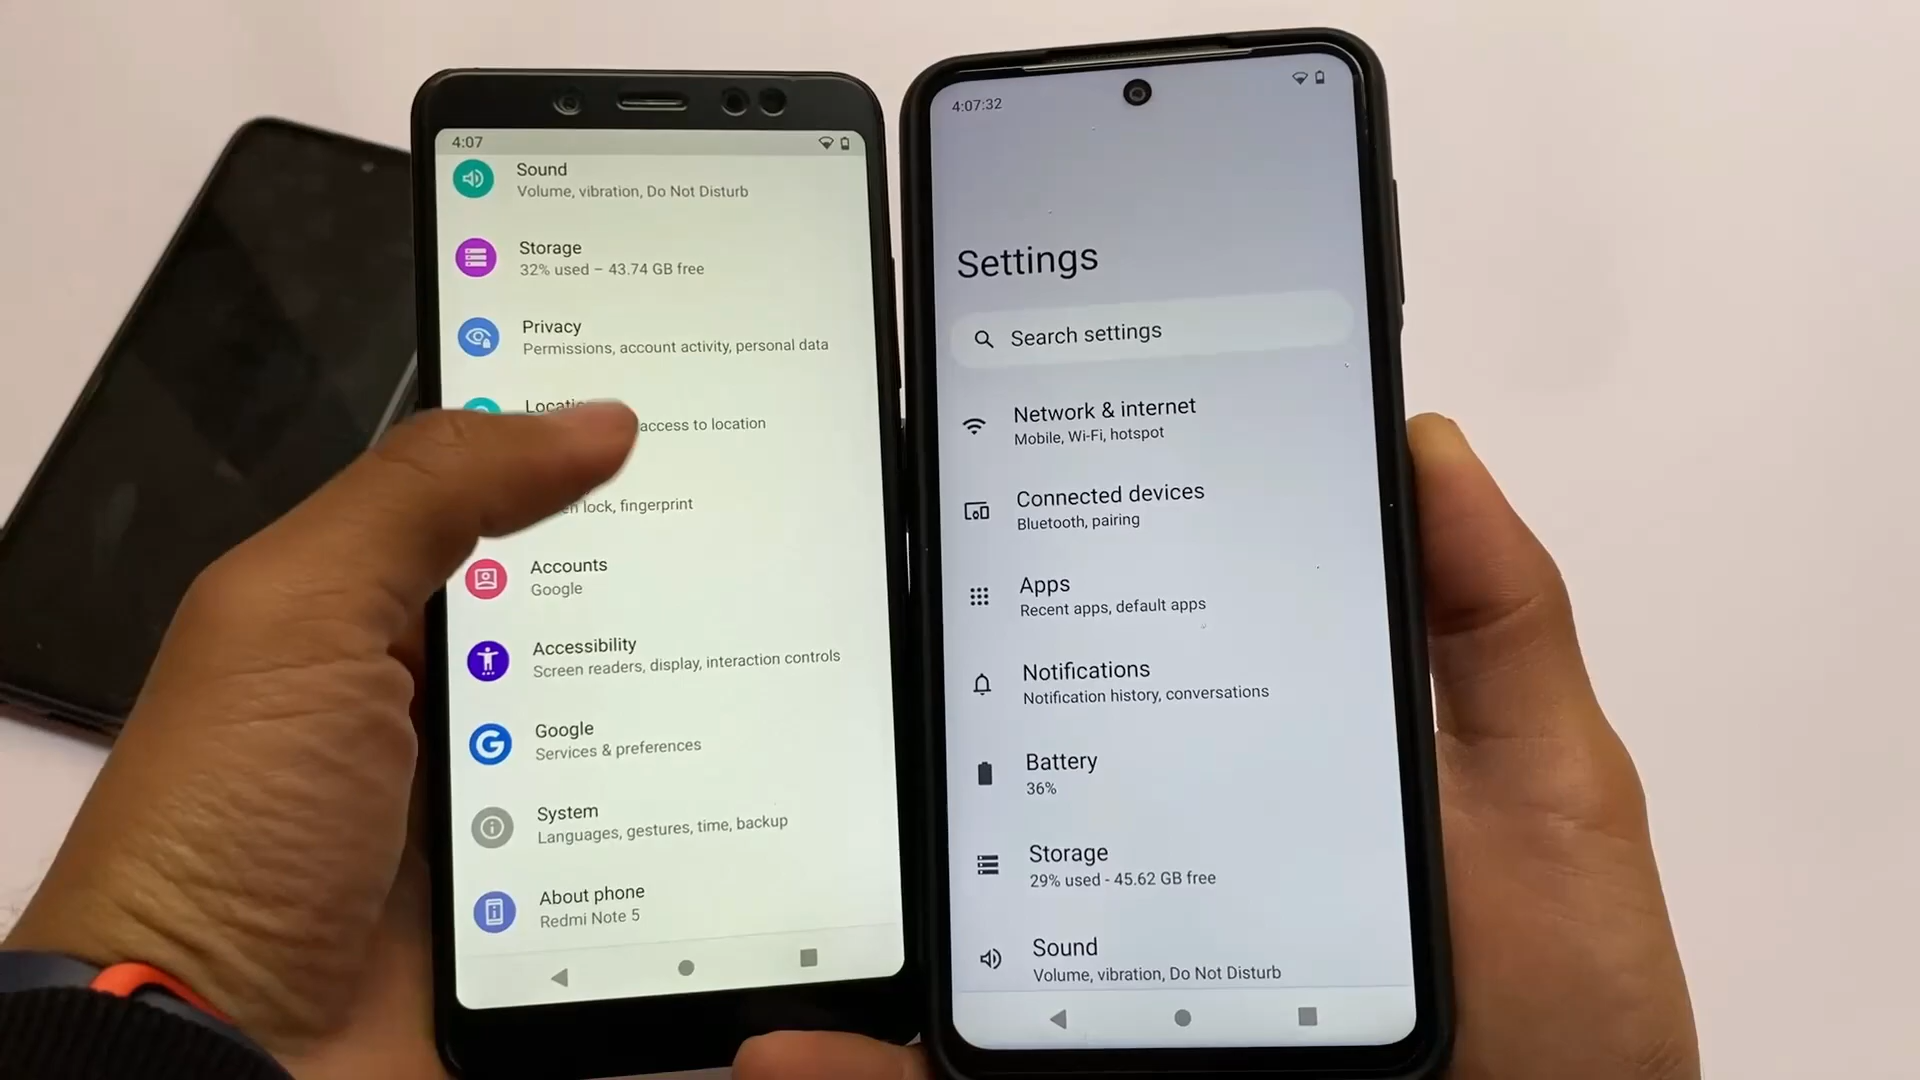 4:07
Sound
Volume, vibration, Do Not Disturb
Storage
32% used – 43.74 GB free
Privacy
Permissions, account activity, personal data
access to location
lock, fingerprint
Accounts
Google
Accessibility
Screen readers, display, interaction controls
Google
Services & preferences
System
Languages, gestures, time, backup
About phone
Redmi Note 5
4:07:32
Settings
Search settings
Network & internet
Mobile, Wi-Fi, hotspot
Connected devices
Bluetooth, pairing
Apps
Recent apps, default apps
Notifications
Notification history, conversations
Battery
36%
Storage
29% used - 45.62 GB free
Sound
Volume, vibration, Do Not Disturb